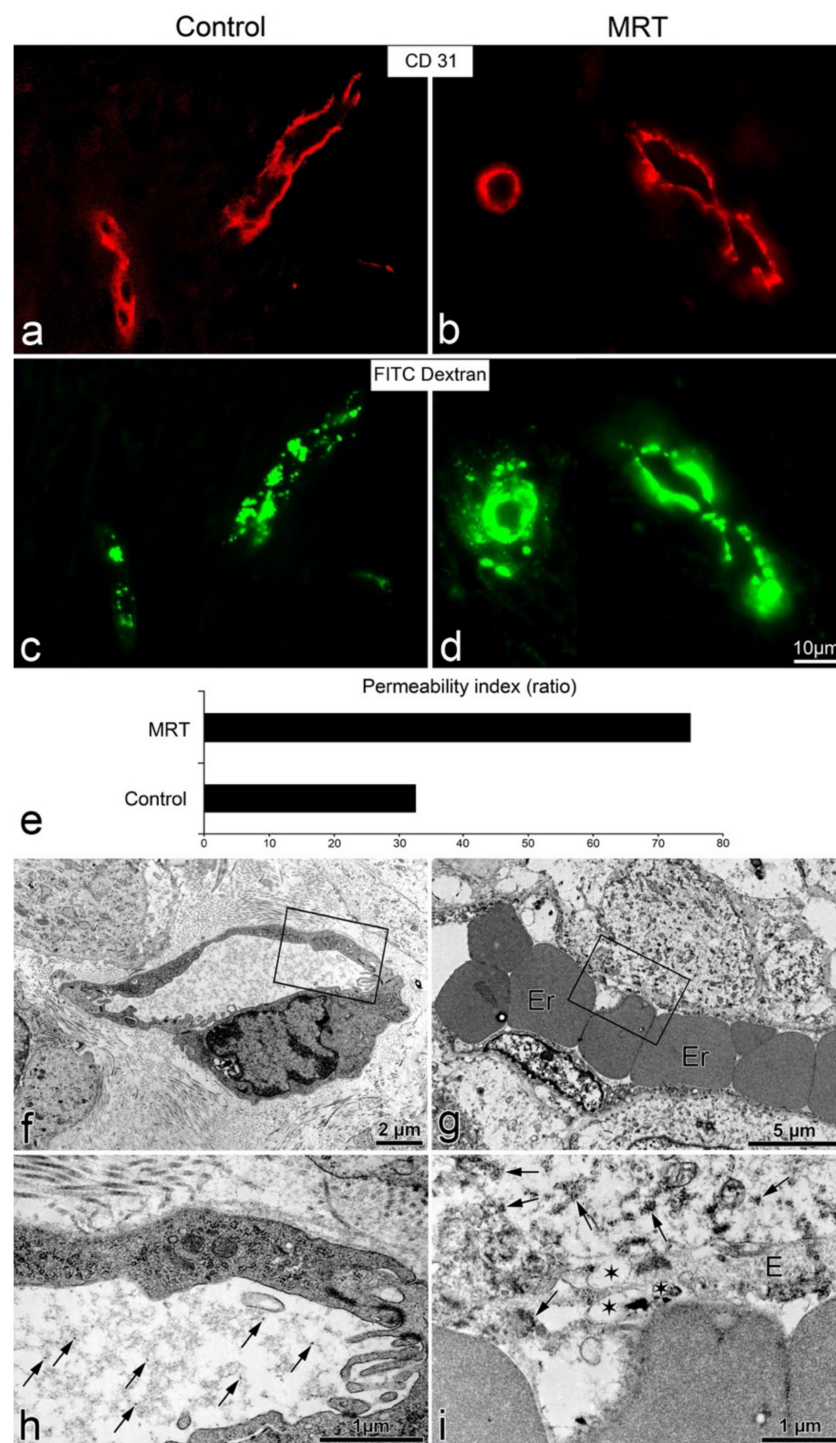 Control MRT
CD 31
a b
FITC Dextran
c d
10µm
Permeability index (ratio)
MRT
Control
e
0 10 20 30 40 50 60 70 80
Er
Er
f 2 µm g 5 µm
E
h 1µm i 1 µm